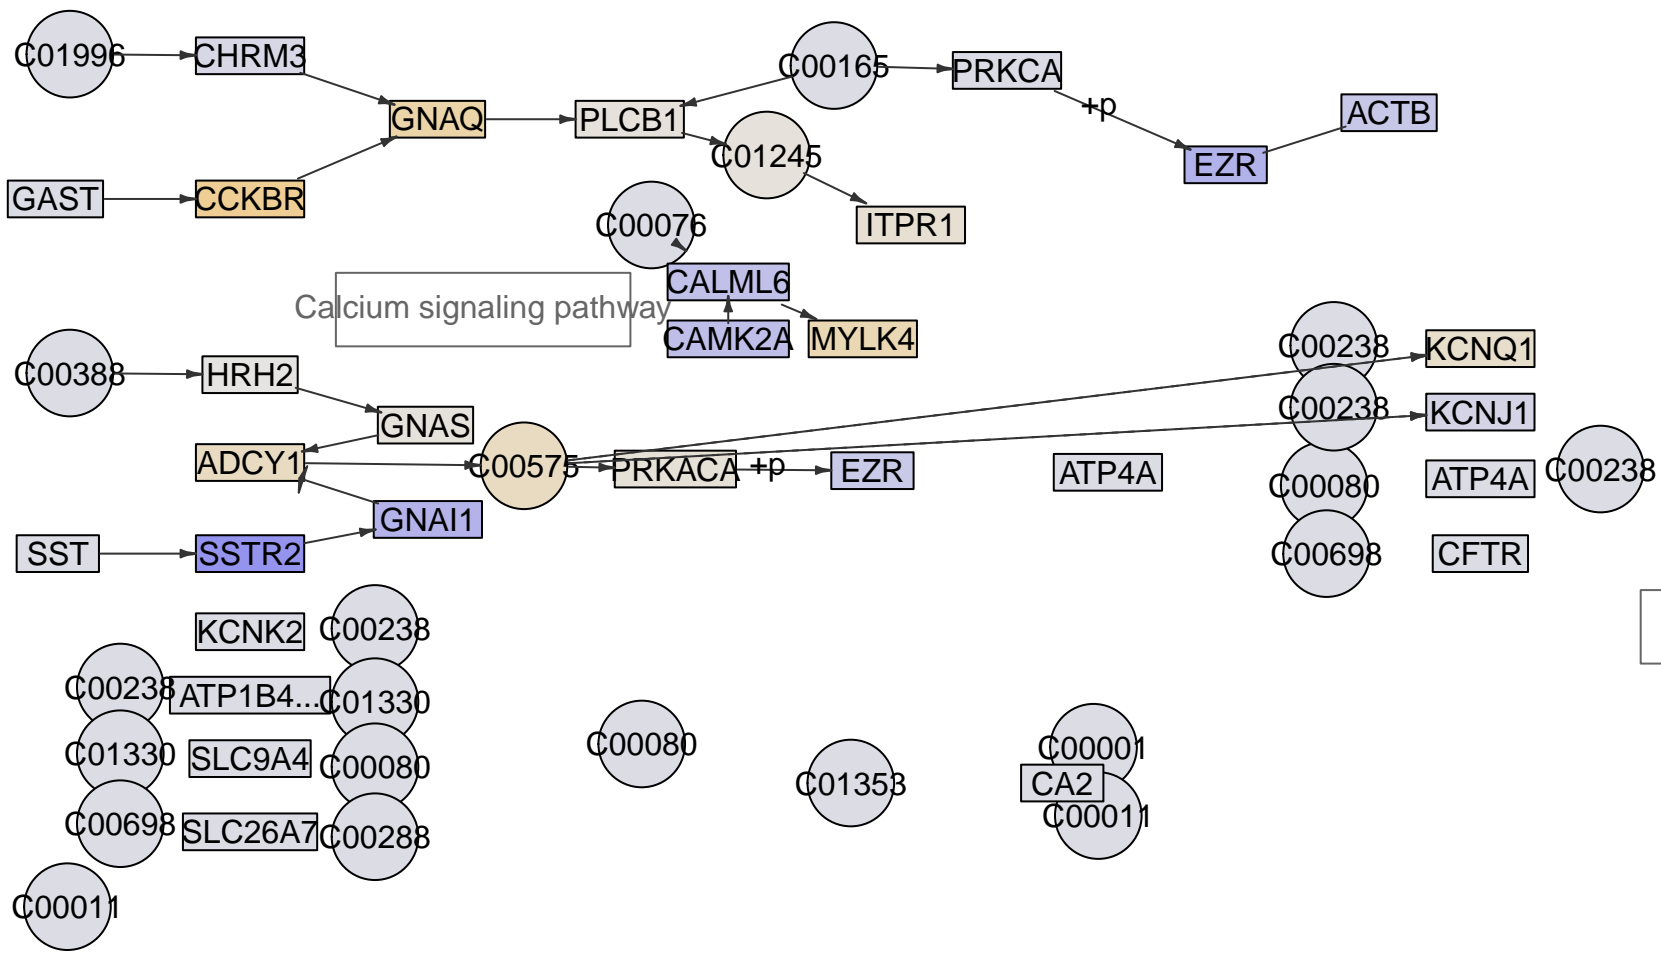 C01996
CHRM3
C00165
PRKCA
+p
ACTB
GNAQ
PLCB1
C01245
EZR
GAST
CCKBR
C00076
ITPR1
CALML6
Calcium signaling pathway
CAMK2A
MYLK4
C00238
KCNQ1
C00388
HRH2
C00238
KCNJ1
GNAS
ADCY1
C00575
PRKACA
+p
EZR
ATP4A
C00080
ATP4A
C00238
GNAI1
SST
SSTR2
C00698
CFTR
KCNK2
C00238
C00238
ATP1B4...
C01330
C01330
SLC9A4
C00080
C00080
C01353
C00001
CA2
C00011
C00698
SLC26A7
C00288
C00011